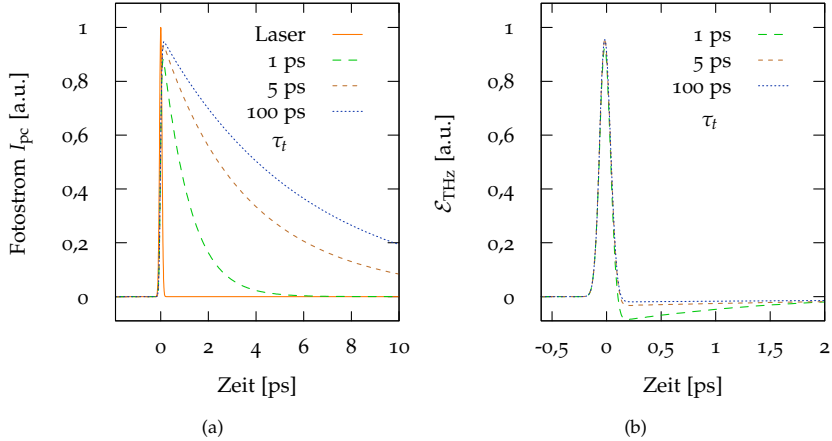 Fotostrom I_pc [a.u.]
1
0,8
0,6
0,4
0,2
0
Laser
1 ps
5 ps
100 ps
τ_t
0 2 4 6 8 10
Zeit [ps]
(a)
ℰ_THz [a.u.]
1
0,8
0,6
0,4
0,2
0
1 ps
5 ps
100 ps
τ_t
-0,5 0 0,5 1 1,5 2
Zeit [ps]
(b)